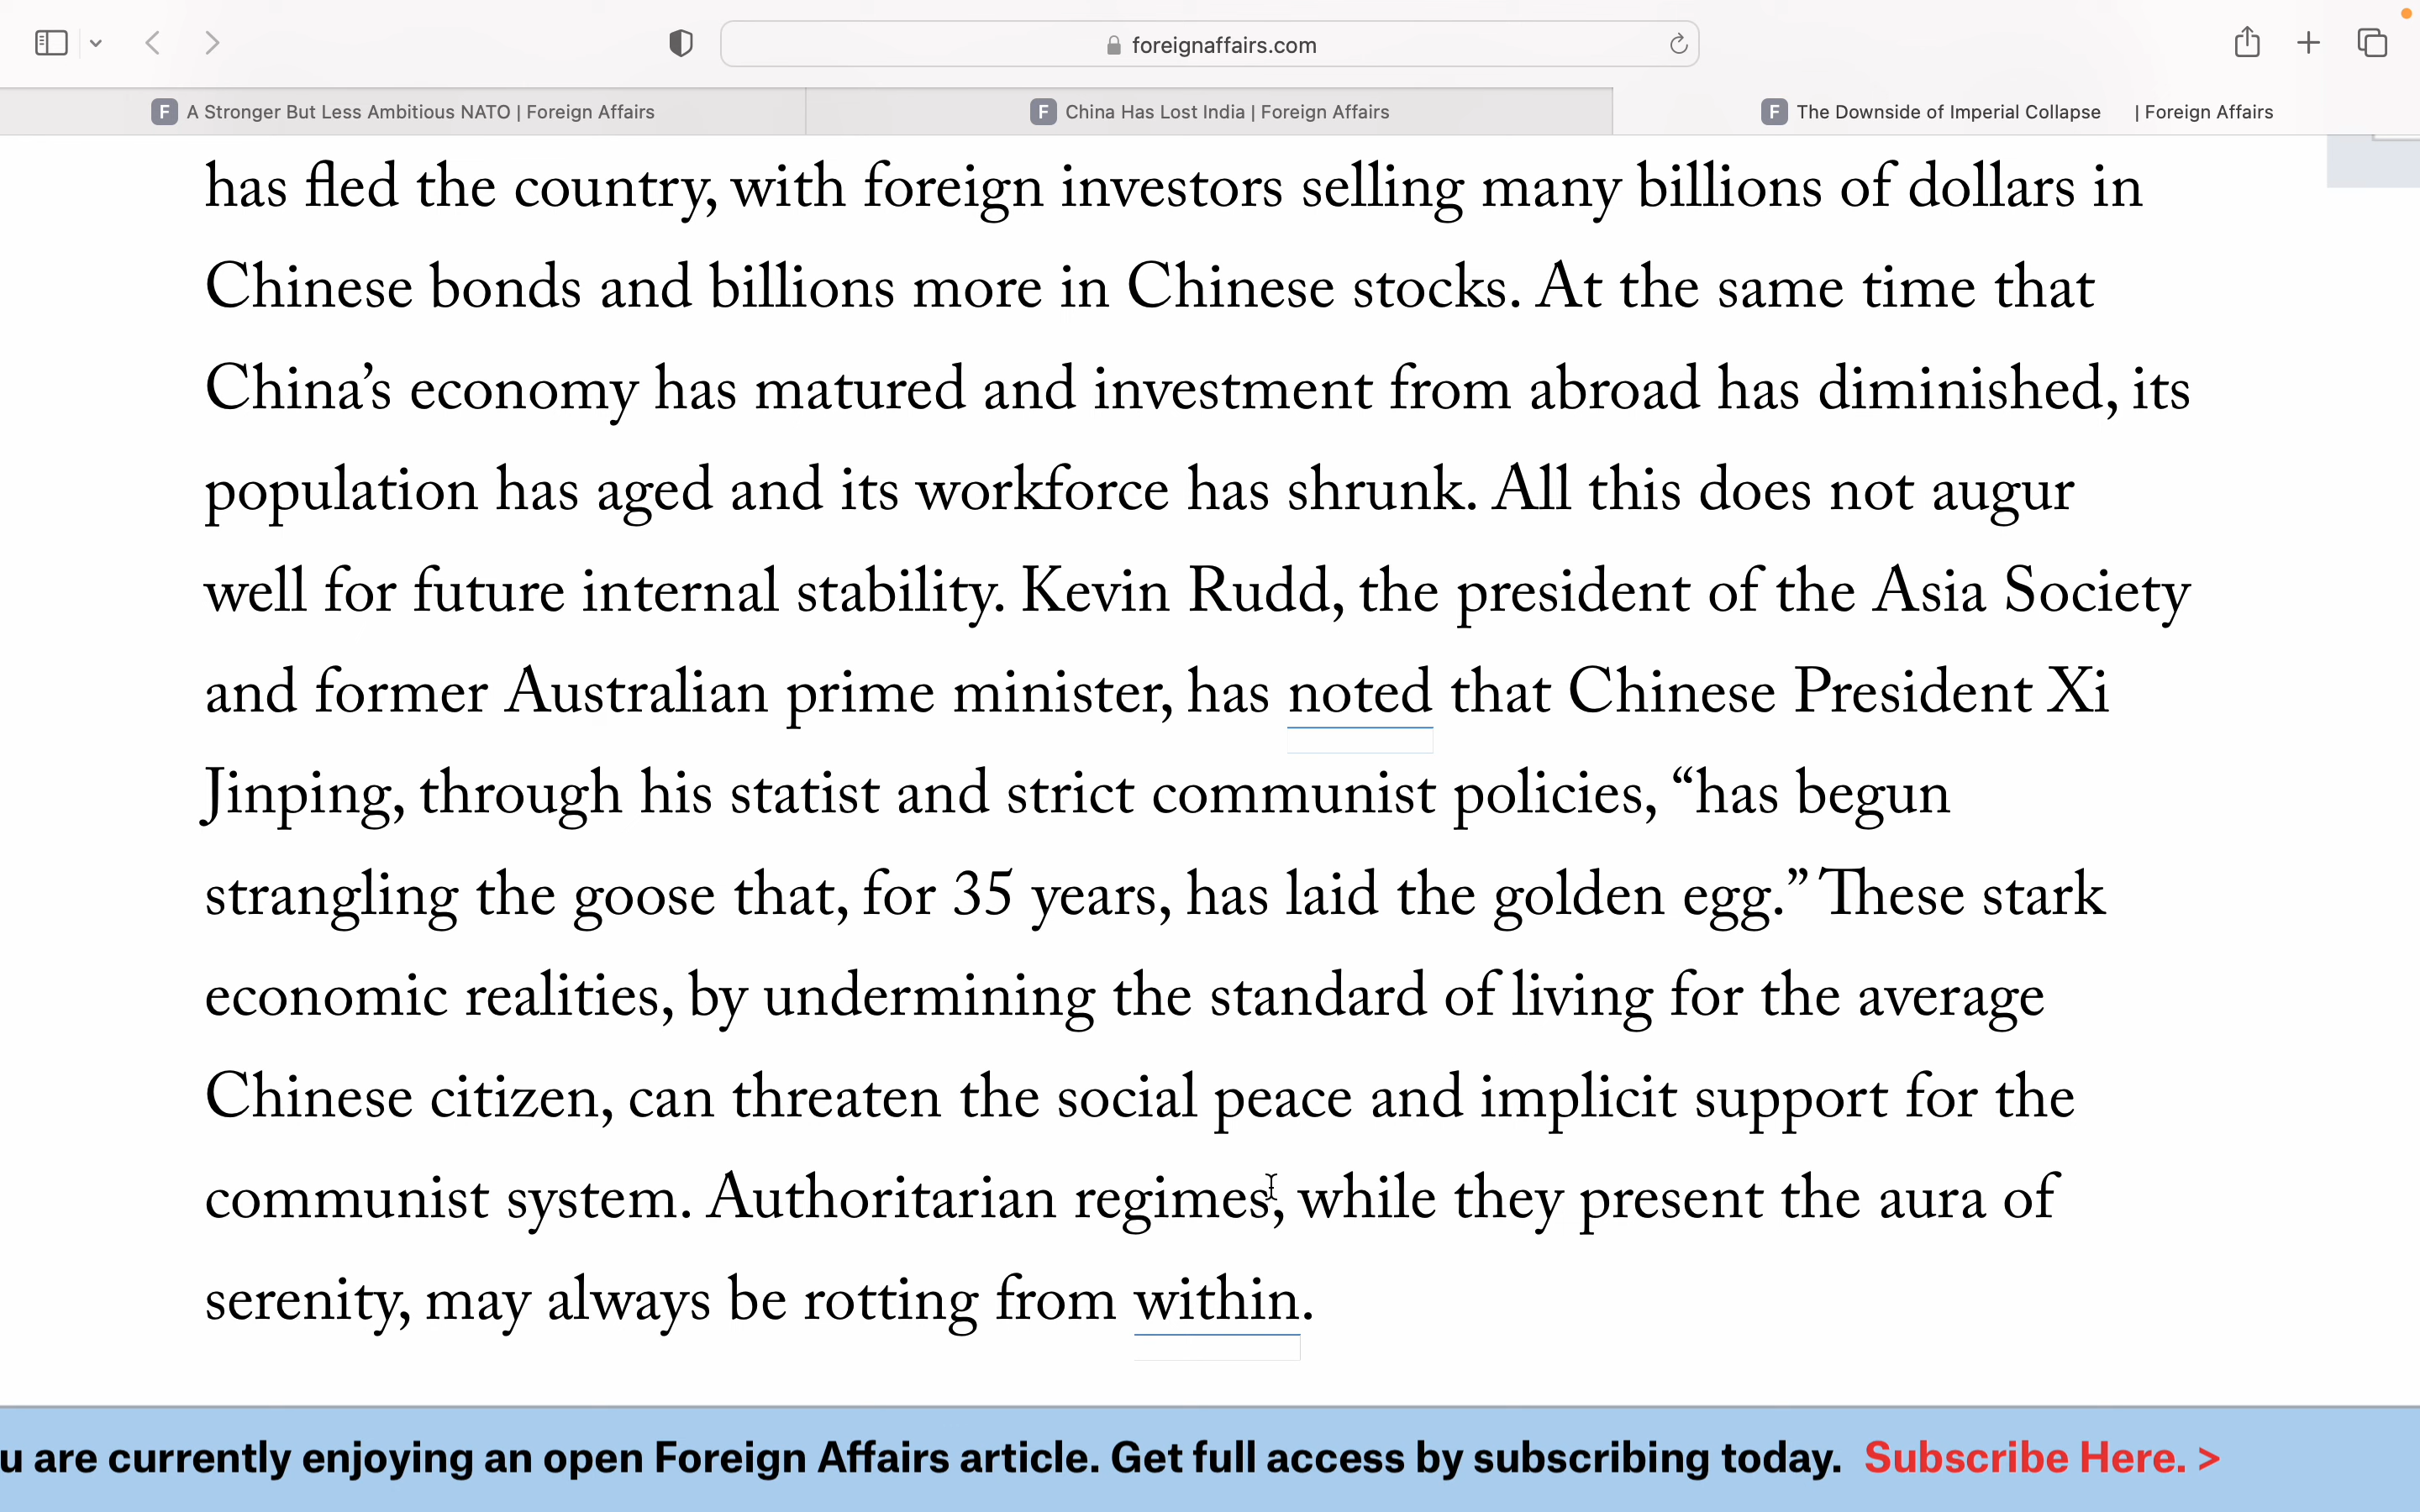 foreignaffairs.com
F A Stronger But Less Ambitious NATO | Foreign Affairs
F China Has Lost India | Foreign Affairs
F The Downside of Imperial Collapse | Foreign Affairs
has fled the country, with foreign investors selling many billions of dollars in
Chinese bonds and billions more in Chinese stocks. At the same time that
China’s economy has matured and investment from abroad has diminished, its
population has aged and its workforce has shrunk. All this does not augur
well for future internal stability. Kevin Rudd, the president of the Asia Society
and former Australian prime minister, has noted that Chinese President Xi
Jinping, through his statist and strict communist policies, “has begun
strangling the goose that, for 35 years, has laid the golden egg.” These stark
economic realities, by undermining the standard of living for the average
Chinese citizen, can threaten the social peace and implicit support for the
communist system. Authoritarian regimes, while they present the aura of
serenity, may always be rotting from within.
u are currently enjoying an open Foreign Affairs article. Get full access by subscribing today. Subscribe Here. >